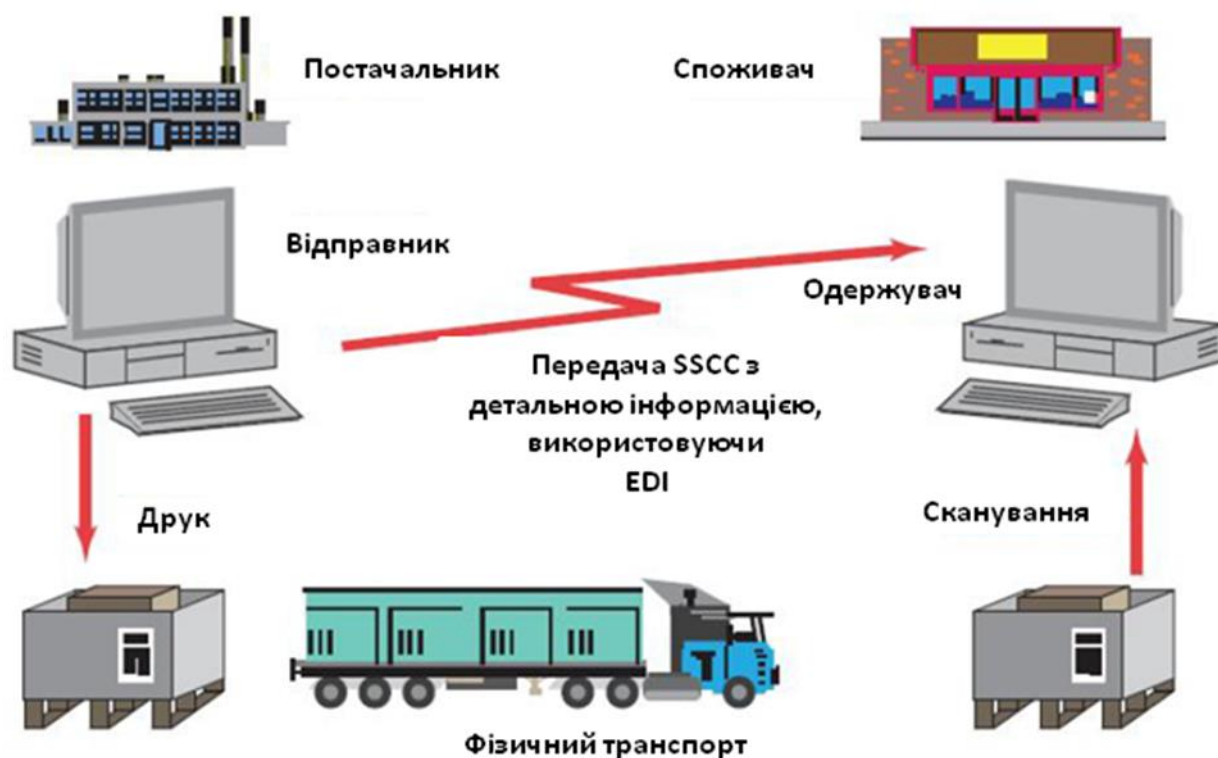 Постачальник
Споживач
Відправник
Одержувач
Передача SSCC з
детальною інформацією,
використовуючи
EDI
Друк
Сканування
Фізичний транспорт